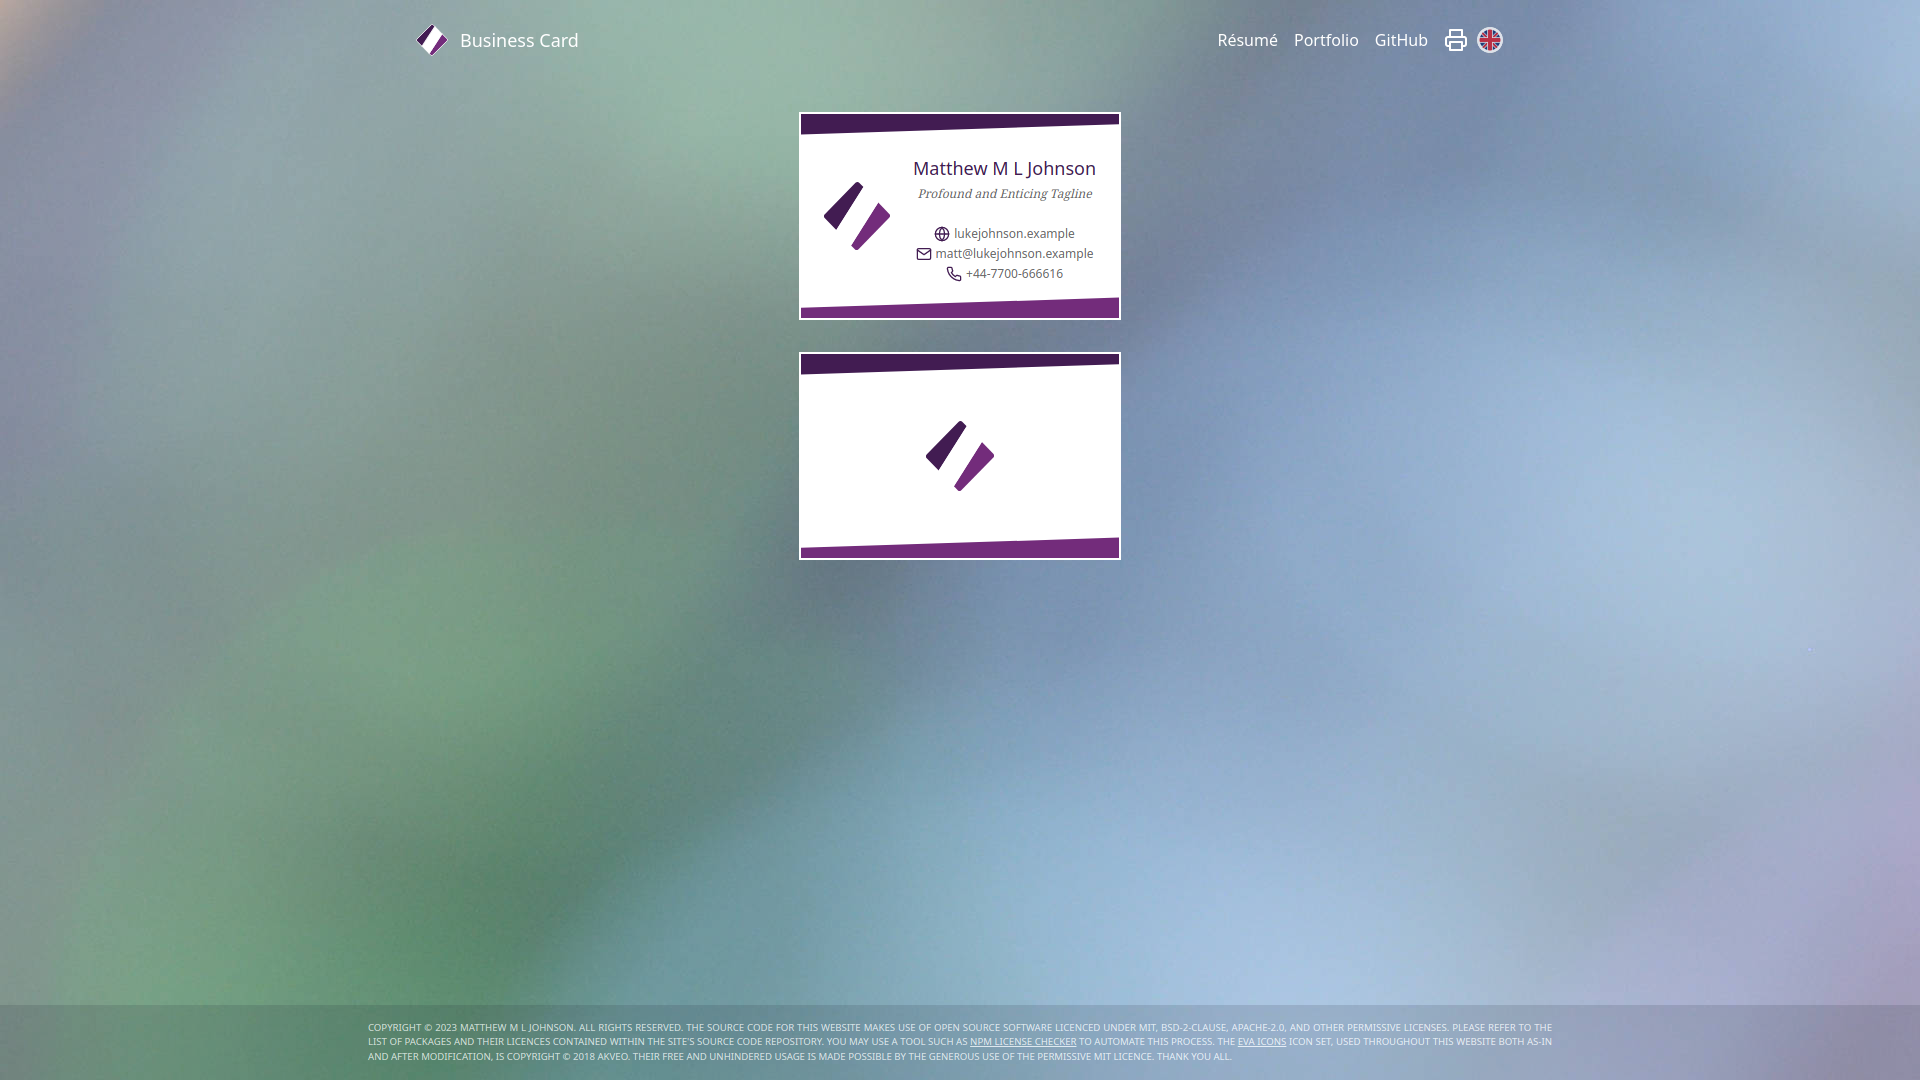 Business Card
Résumé
Portfolio
GitHub
Matthew M L Johnson
Profound and Enticing Tagline
lukejohnson.example
matt@lukejohnson.example
+44-7700-666616
COPYRIGHT © 2023 MATTHEW M L JOHNSON. ALL RIGHTS RESERVED. THE SOURCE CODE FOR THIS WEBSITE MAKES USE OF OPEN SOURCE SOFTWARE LICENCED UNDER MIT, BSD-2-CLAUSE, APACHE-2.0, AND OTHER PERMISSIVE LICENSES. PLEASE REFER TO THE
LIST OF PACKAGES AND THEIR LICENCES CONTAINED WITHIN THE SITE'S SOURCE CODE REPOSITORY. YOU MAY USE A TOOL SUCH AS NPM LICENSE CHECKER TO AUTOMATE THIS PROCESS. THE EVA ICONS ICON SET, USED THROUGHOUT THIS WEBSITE BOTH AS-IN
AND AFTER MODIFICATION, IS COPYRIGHT © 2018 AKVEO. THEIR FREE AND UNHINDERED USAGE IS MADE POSSIBLE BY THE GENEROUS USE OF THE PERMISSIVE MIT LICENCE. THANK YOU ALL.